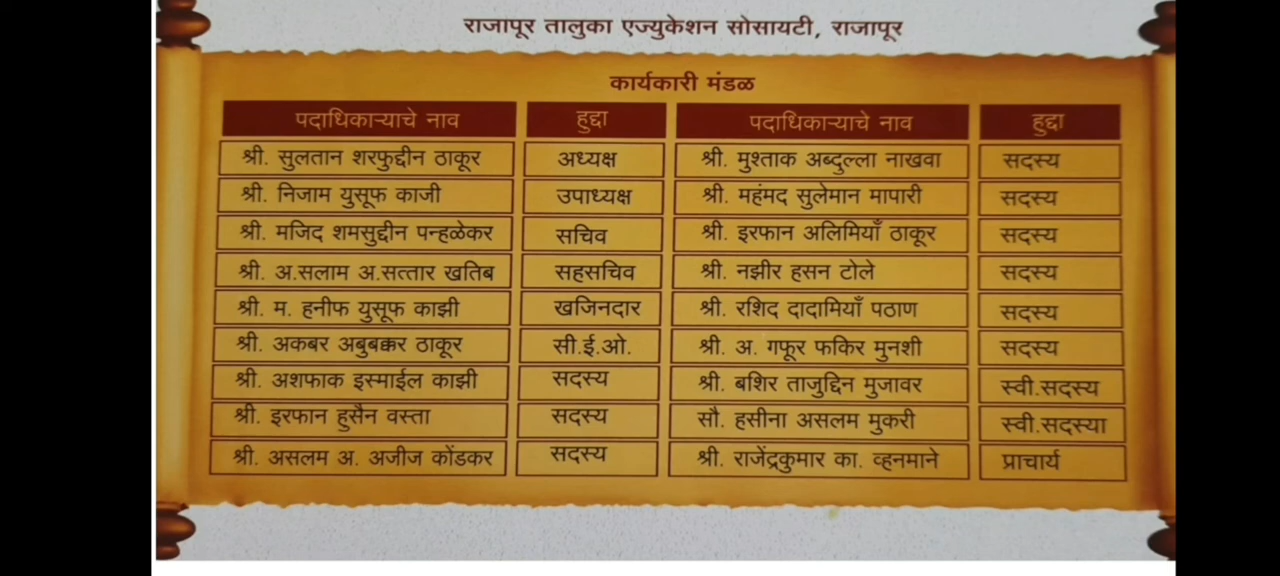 राजापूर तालुका एज्युकेशन सोसायटी, राजापूर
कार्यकारी मंडळ
पदाधिकाऱ्याचे नाव हुद्दा पदाधिकाऱ्याचे नाव हुद्दा
श्री. सुलतान शरफुद्दीन ठाकूर अध्यक्ष श्री. मुश्ताक अब्दुल्ला नाखवा सदस्य
श्री. निजाम युसूफ काजी उपाध्यक्ष श्री. महंमद सुलेमान मापारी सदस्य
श्री. मजिद शमसुद्दीन पन्हळेकर सचिव श्री. इरफान अलिमियाँ ठाकूर सदस्य
श्री. अ.सलाम अ.सत्तार खतिब सहसचिव श्री. नझीर हसन टोले सदस्य
श्री. म. हनीफ युसूफ काझी खजिनदार श्री. रशिद दादामियाँ पठाण सदस्य
श्री. अकबर अबुबक्कर ठाकूर सी.ई.ओ. श्री. अ. गफूर फकिर मुनशी सदस्य
श्री. अशफाक इस्माईल काझी सदस्य श्री. बशिर ताजुद्दिन मुजावर स्वी.सदस्य
श्री. इरफान हुसैन वस्ता सदस्य सौ. हसीना असलम मुकरी स्वी.सदस्या
श्री. असलम अ. अजीज कोंडकर सदस्य श्री. राजेंद्रकुमार का. व्हनमाने प्राचार्य